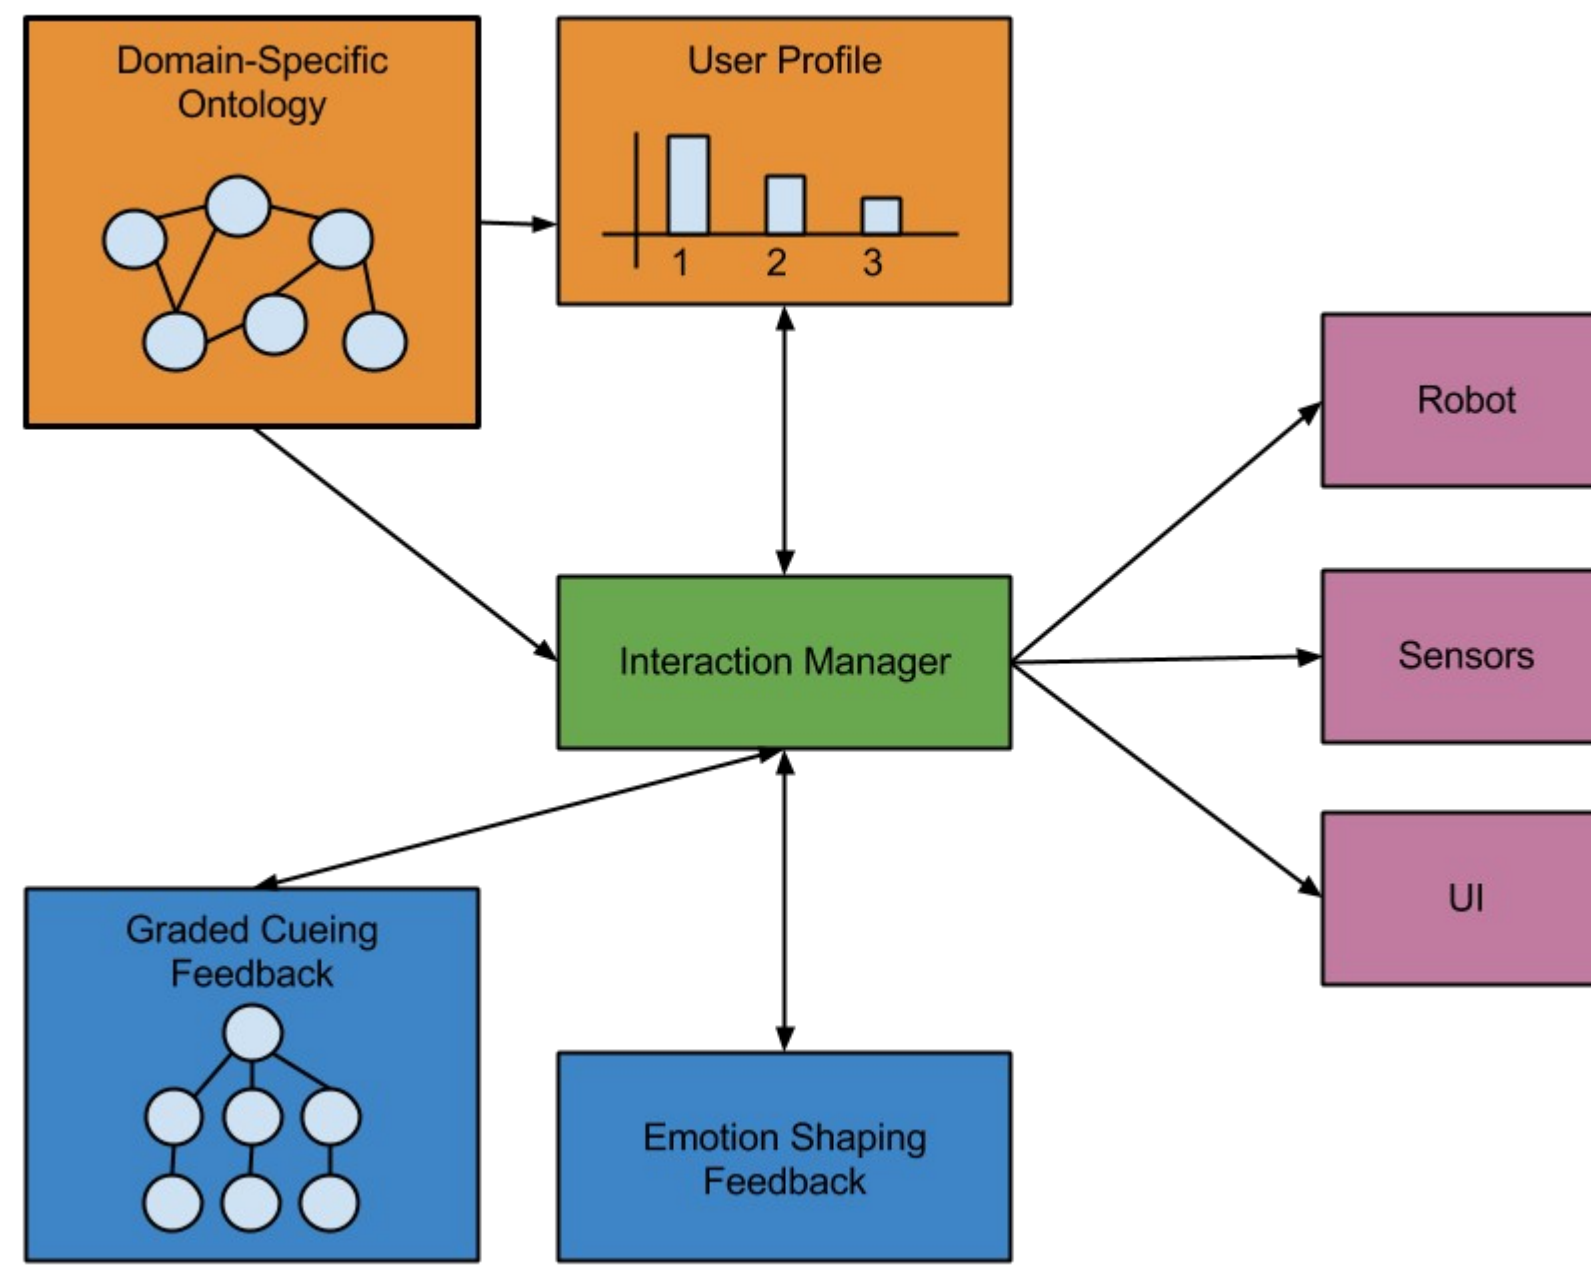 Domain-Specific
Ontology
User Profile
1 2 3
Robot
Interaction Manager
Sensors
UI
Graded Cueing
Feedback
Emotion Shaping
Feedback